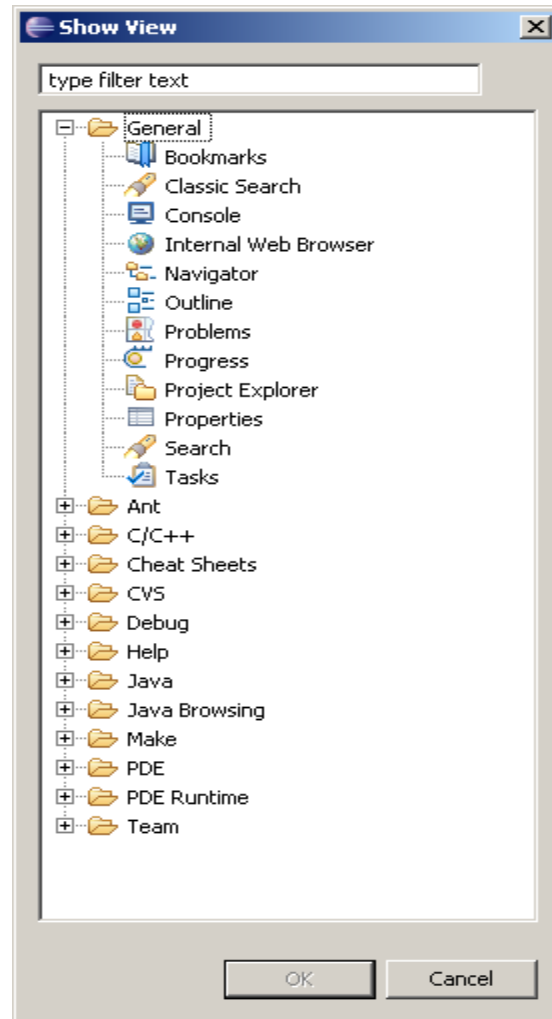 Show View
type filter text
General
Bookmarks
Classic Search
Console
Internal Web Browser
Navigator
Outline
Problems
Progress
Project Explorer
Properties
Search
Tasks
Ant
C/C++
Cheat Sheets
CVS
Debug
Help
Java
Java Browsing
Make
PDE
PDE Runtime
Team
OK
Cancel